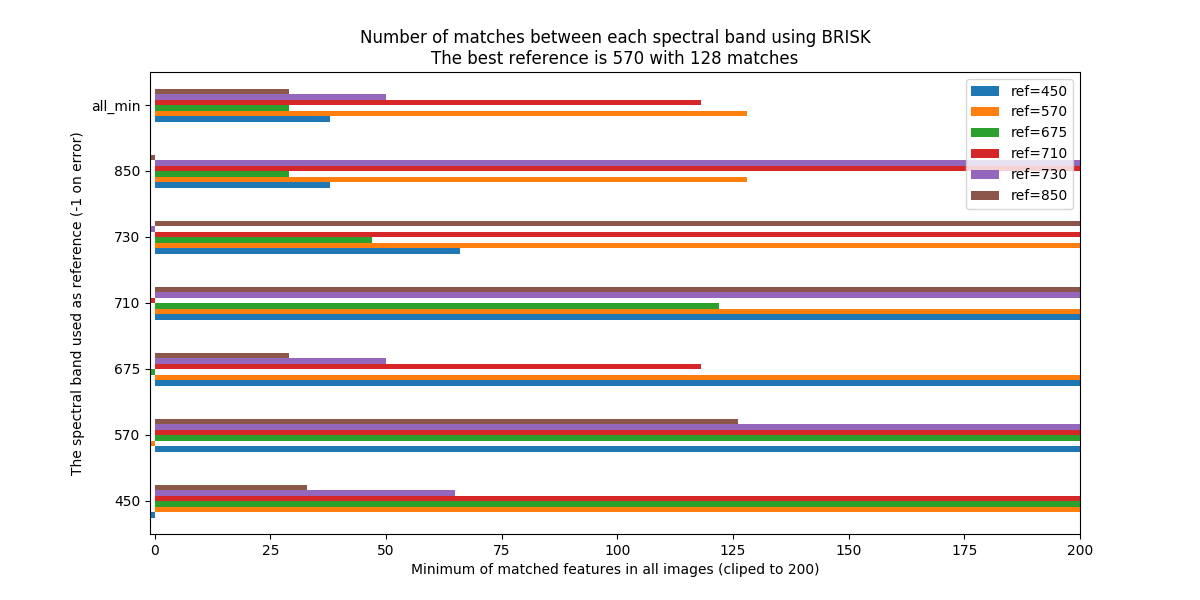 Number of matches between each spectral band using BRISK
The best reference is 570 with 128 matches
The spectral band used as reference (-1 on error)
all_min
850
730
710
675
570
450
ref=450
ref=570
ref=675
ref=710
ref=730
ref=850
0 25 50 75 100 125 150 175 200
Minimum of matched features in all images (cliped to 200)